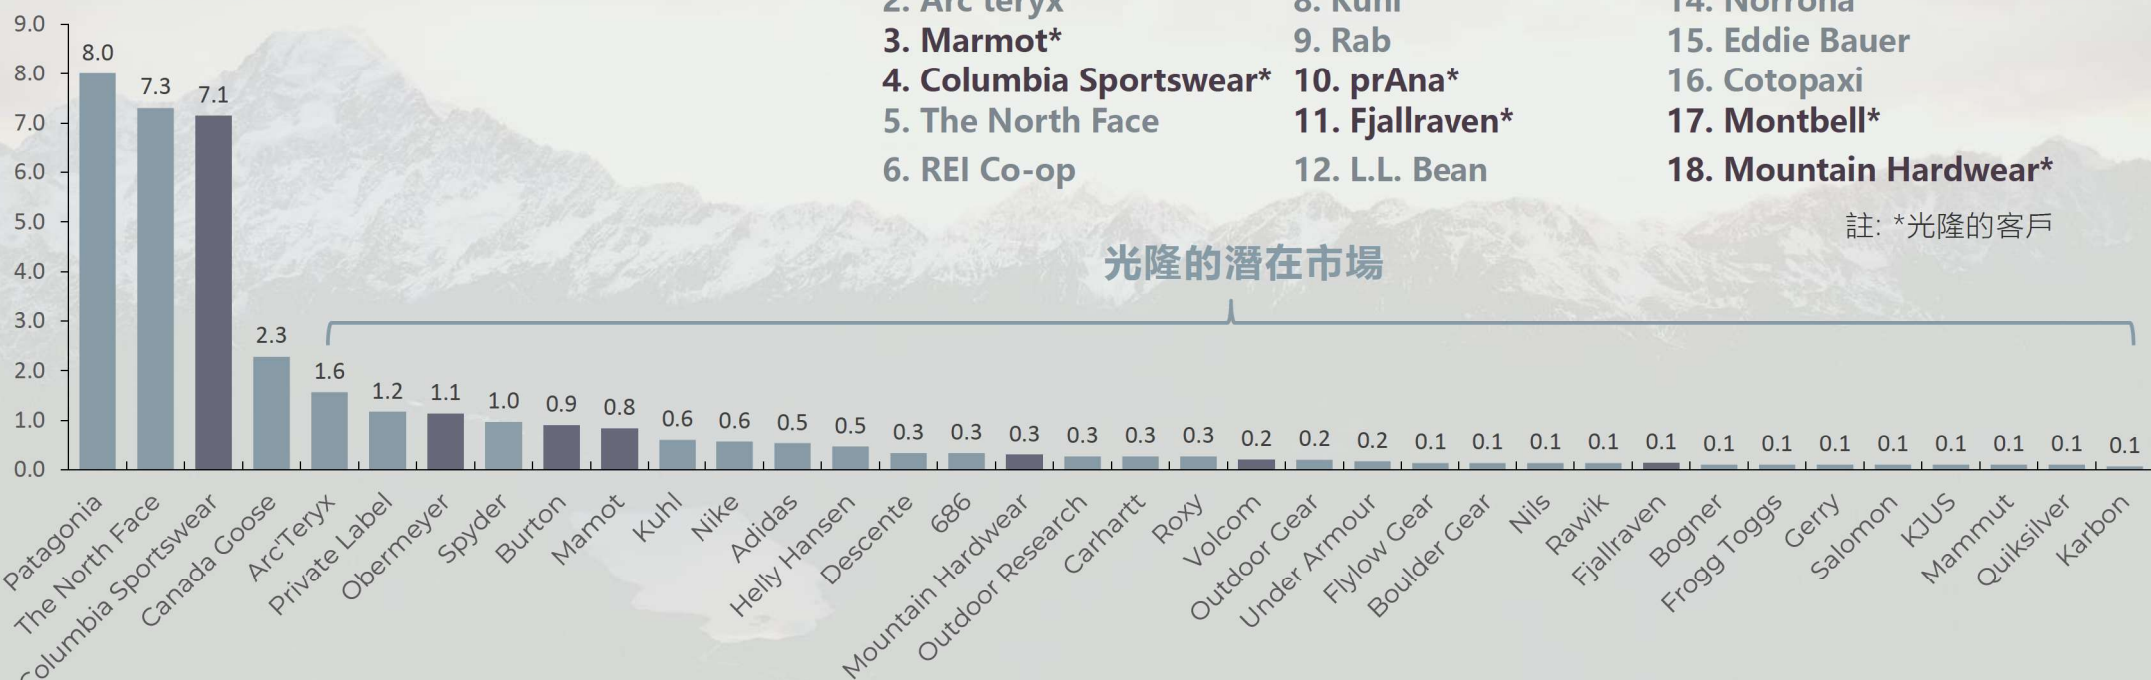 2. Arc'teryx
8. Kuhl
14. Norrona
3. Marmot*
9. Rab
15. Eddie Bauer
4. Columbia Sportswear*
10. prAna*
16. Cotopaxi
5. The North Face
11. Fjallraven*
17. Montbell*
6. REI Co-op
12. L.L. Bean
18. Mountain Hardwear*
註: *光隆的客戶
光隆的潛在市場
9.0
8.0
7.0
6.0
5.0
4.0
3.0
2.0
1.0
0.0
8.0
7.3
7.1
2.3
1.6
1.2
1.1
1.0
0.9
0.8
0.6
0.6
0.5
0.5
0.3
0.3
0.3
0.3
0.3
0.3
0.2
0.2
0.2
0.1
0.1
0.1
0.1
0.1
0.1
0.1
0.1
0.1
0.1
0.1
0.1
0.1
Patagonia
The North Face
Columbia Sportswear
Canada Goose
Arc'Teryx
Private Label
Obermeyer
Spyder
Burton
Mamot
Kuhl
Nike
Adidas
Helly Hansen
Descente
686
Mountain Hardwear
Outdoor Research
Carhartt
Roxy
Volcom
Outdoor Gear
Under Armour
Flylow Gear
Boulder Gear
Nils
Rawik
Fjallraven
Bogner
Frogg Toggs
Gerry
Salomon
KJUS
Mammut
Quiksilver
Karbon